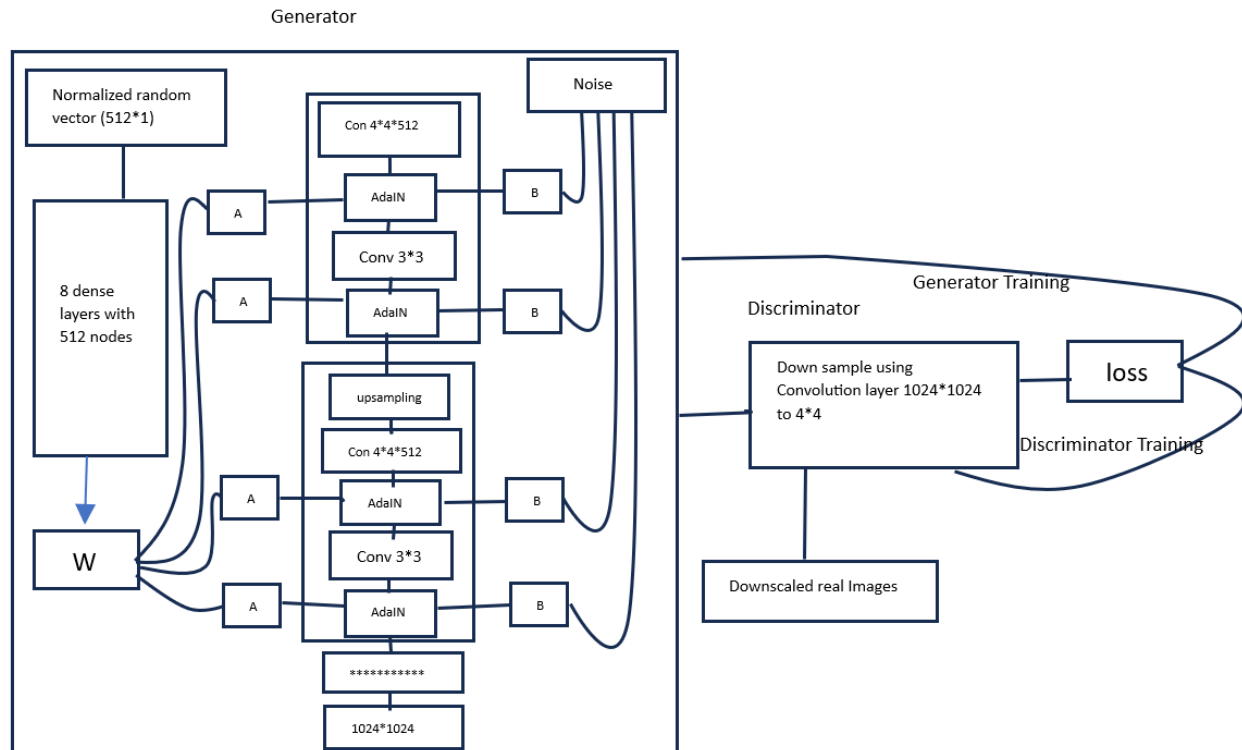 Generator
Normalized random
vector (512*1)
8 dense
layers with
512 nodes
W
A
A
A
A
Con 4*4*512
AdaIN
Conv 3*3
AdaIN
upsampling
Con 4*4*512
AdaIN
Conv 3*3
AdaIN
***********
1024*1024
Noise
B
B
B
B
Generator Training
Discriminator
Down sample using
Convolution layer 1024*1024
to 4*4
loss
Discriminator Training
Downscaled real Images